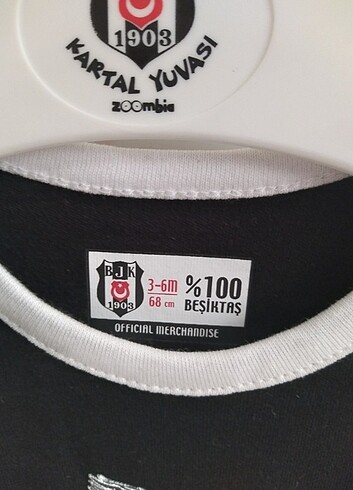 1903
KARTAL YUVASI
zoombie
BJK
1903
3-6M
68 cm
%100
BEŞİKTAŞ
OFFICIAL MERCHANDISE